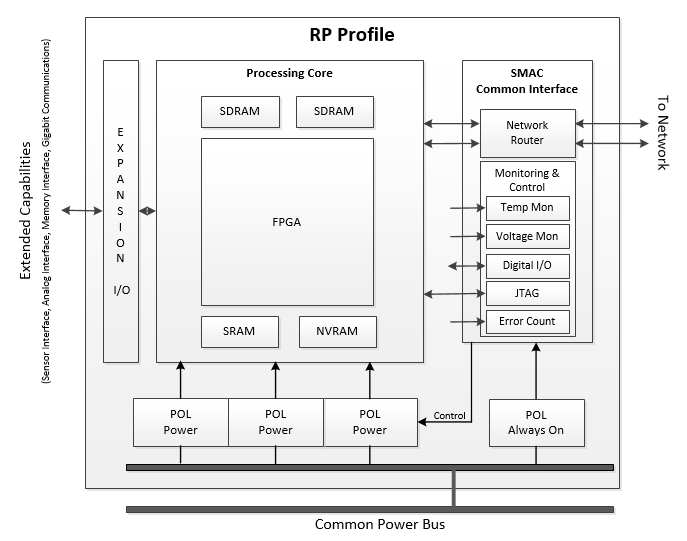 RP Profile
Extended Capabilities
(Sensor Interface, Analog Interface, Memory Interface, Gigabit Communications)
EXPANSION
I/O
Processing Core
SDRAM
SDRAM
FPGA
SRAM
NVRAM
SMAC
Common Interface
Network
Router
Monitoring &
Control
Temp Mon
Voltage Mon
Digital I/O
JTAG
Error Count
To Network
POL
Power
POL
Power
POL
Power
Control
POL
Always On
Common Power Bus